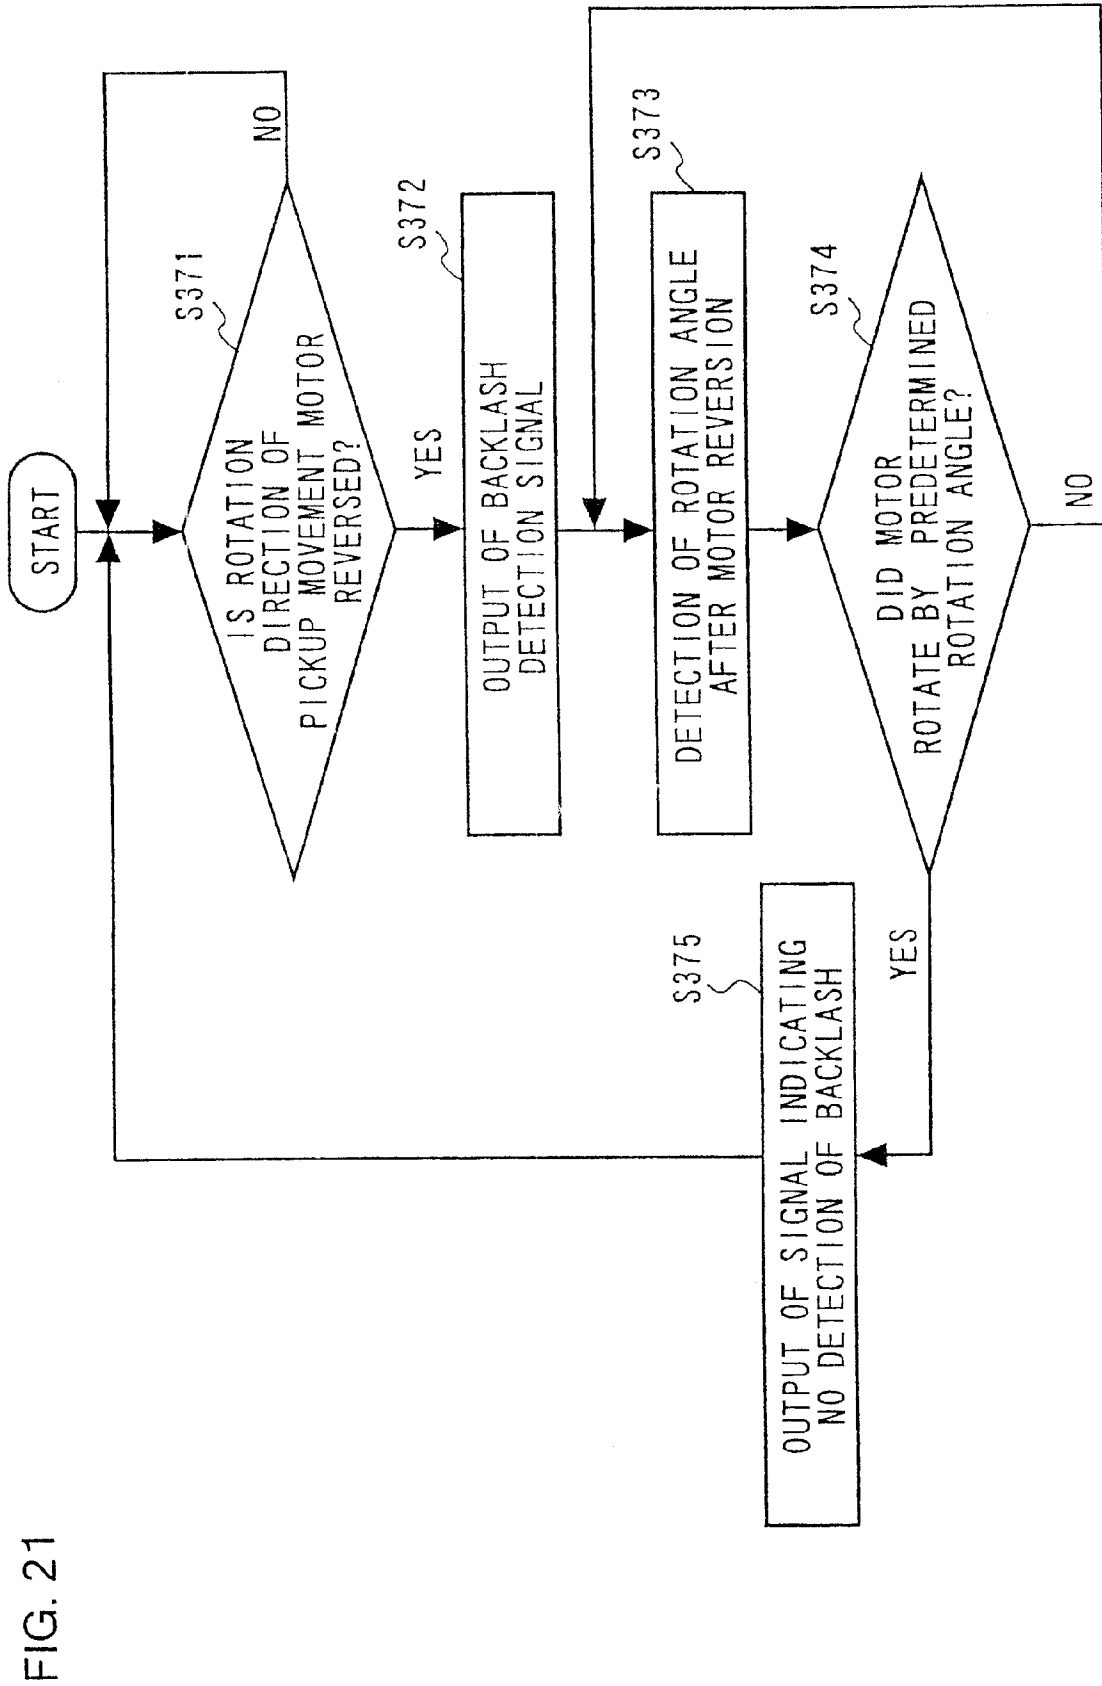 FIG. 21
START
S371
IS ROTATION
DIRECTION OF
PICKUP MOVEMENT MOTOR
REVERSED?
NO
YES
S372
OUTPUT OF BACKLASH
DETECTION SIGNAL
S373
DETECTION OF ROTATION ANGLE
AFTER MOTOR REVERSION
S374
DID MOTOR
ROTATE BY PREDETERMINED
ROTATION ANGLE?
NO
YES
S375
OUTPUT OF SIGNAL INDICATING
NO DETECTION OF BACKLASH